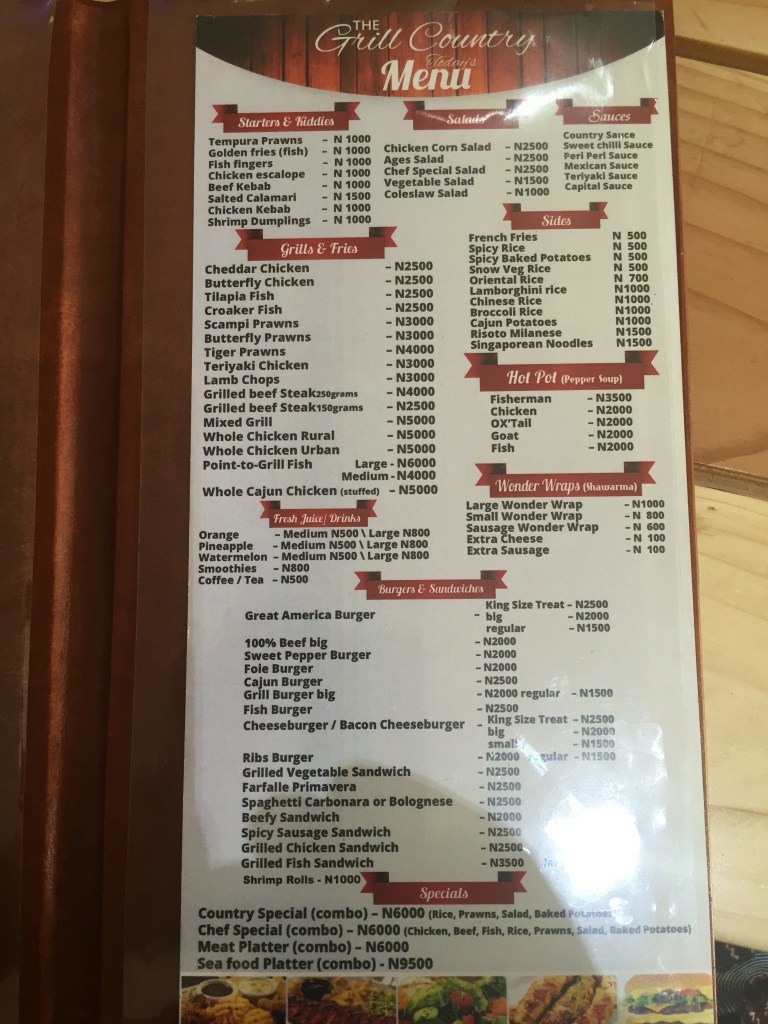 THE
Grill Country
Today's
Menu
Starters & Kiddies
Tempura Prawns – N 1000
Golden fries (fish) – N 1000
Fish fingers – N 1000
Chicken escalope – N 1000
Beef Kebab – N 1000
Salted Calamari – N 1500
Chicken Kebab – N 1000
Shrimp Dumplings – N 1000
Salads
Chicken Corn Salad – N2500
Ages Salad – N2500
Chef Special Salad – N2500
Vegetable Salad – N1500
Coleslaw Salad – N1000
Sauces
Country Sauce
Sweet chilli Sauce
Peri Peri Sauce
Mexican Sauce
Teriyaki Sauce
Capital Sauce
Grills & Fries
Cheddar Chicken – N2500
Butterfly Chicken – N2500
Tilapia Fish – N2500
Croaker Fish – N2500
Scampi Prawns – N3000
Butterfly Prawns – N3000
Tiger Prawns – N4000
Teriyaki Chicken – N3000
Lamb Chops – N3000
Grilled beef Steak250grams – N4000
Grilled beef Steak150grams – N2500
Mixed Grill – N5000
Whole Chicken Rural – N5000
Whole Chicken Urban – N5000
Point-to-Grill Fish Large - N6000
Medium - N4000
Whole Cajun Chicken (stuffed) – N5000
Sides
French Fries N 500
Spicy Rice N 500
Spicy Baked Potatoes N 500
Snow Veg Rice N 500
Oriental Rice N 700
Lamborghini rice N1000
Chinese Rice N1000
Broccoli Rice N1000
Cajun Potatoes N1000
Risoto Milanese N1500
Singaporean Noodles N1500
Hot Pot (Pepper Soup)
Fisherman – N3500
Chicken – N2000
OX'Tail – N2000
Goat – N2000
Fish – N2000
Wonder Wraps (Shawarma)
Large Wonder Wrap – N1000
Small Wonder Wrap – N 800
Sausage Wonder Wrap – N 600
Extra Cheese – N 100
Extra Sausage – N 100
Fresh Juice/ Drinks
Orange – Medium N500 \ Large N800
Pineapple – Medium N500 \ Large N800
Watermelon – Medium N500 \ Large N800
Smoothies – N800
Coffee / Tea – N500
Burgers & Sandwiches
Great America Burger – King Size Treat – N2500
big – N2000
regular – N1500
100% Beef big – N2000
Sweet Pepper Burger – N2000
Foie Burger – N2000
Cajun Burger – N2500
Grill Burger big – N2000 regular – N1500
Fish Burger – N2500
Cheeseburger / Bacon Cheeseburger – King Size Treat – N2500
big – N2000
small – N1500
Ribs Burger – N2000 regular – N1500
Grilled Vegetable Sandwich – N2500
Farfalle Primavera – N2500
Spaghetti Carbonara or Bolognese – N2500
Beefy Sandwich – N2000
Spicy Sausage Sandwich – N2500
Grilled Chicken Sandwich – N2500
Grilled Fish Sandwich – N3500
Shrimp Rolls - N1000
Specials
Country Special (combo) – N6000 (Rice, Prawns, Salad, Baked Potatoes)
Chef Special (combo) – N6000 (Chicken, Beef, Fish, Rice, Prawns, Salad, Baked Potatoes)
Meat Platter (combo) – N6000
Sea food Platter (combo) - N9500